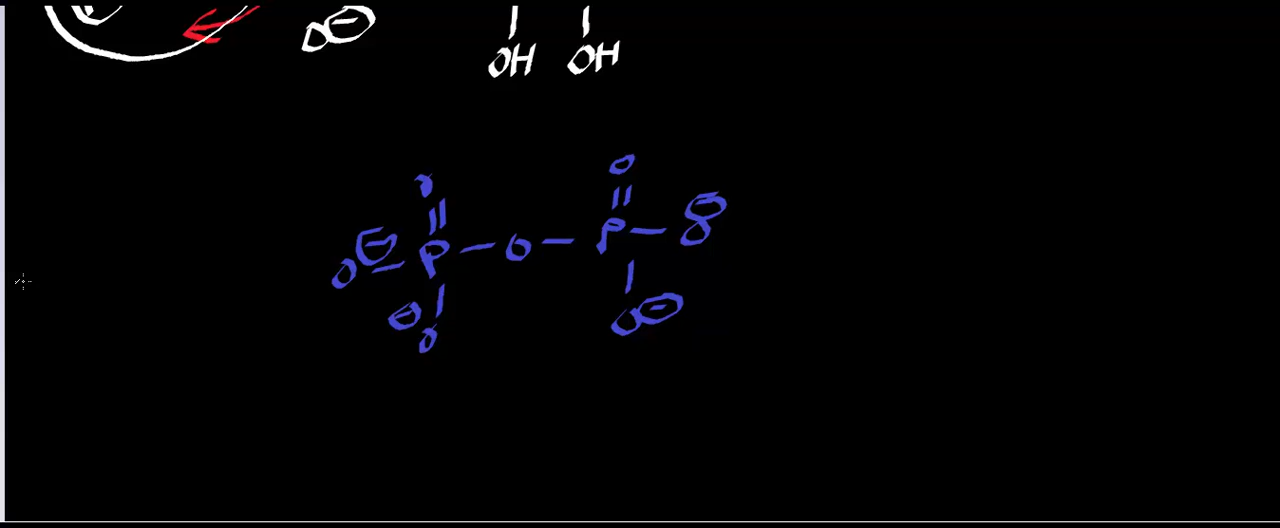 O⊖ OH OH
O O
O⊖ P O P O⊖
⊖ O⊖
O